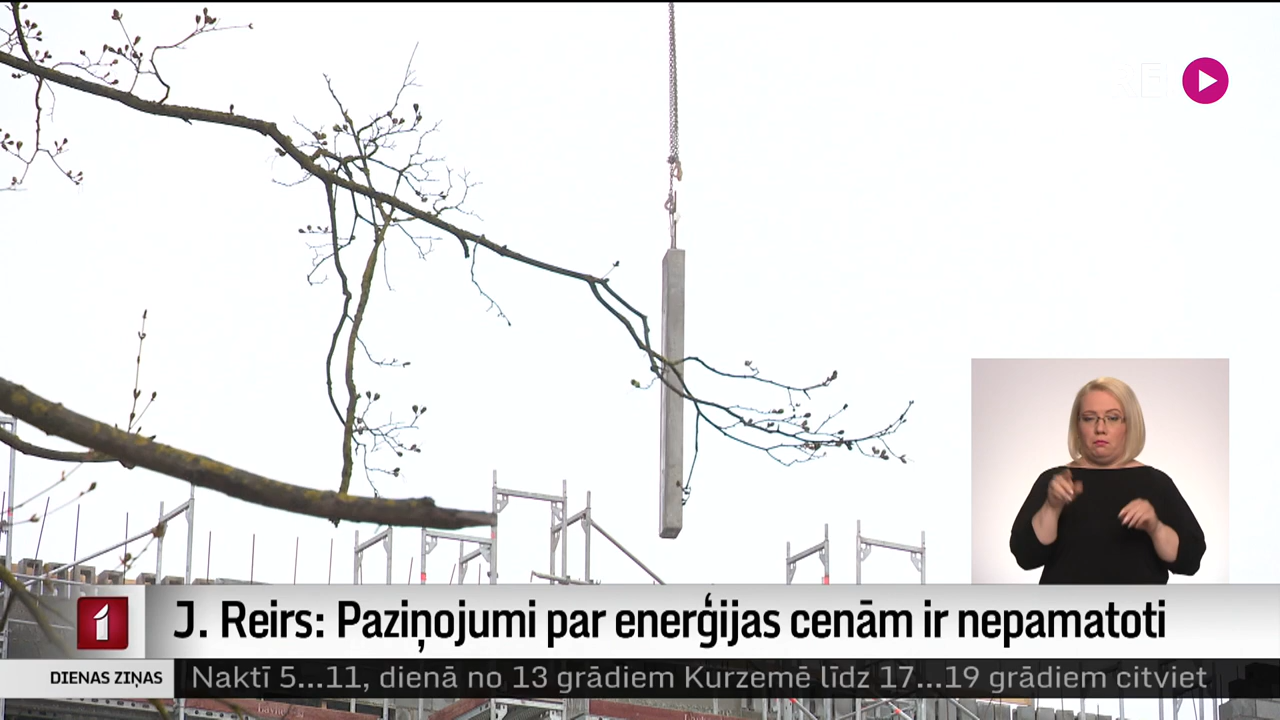 J. Reirs: Paziņojumi par enerģijas cenām ir nepamatoti
1
DIENAS ZIŅAS
Naktī 5...11, dienā no 13 grādiem Kurzemē līdz 17...19 grādiem citviet